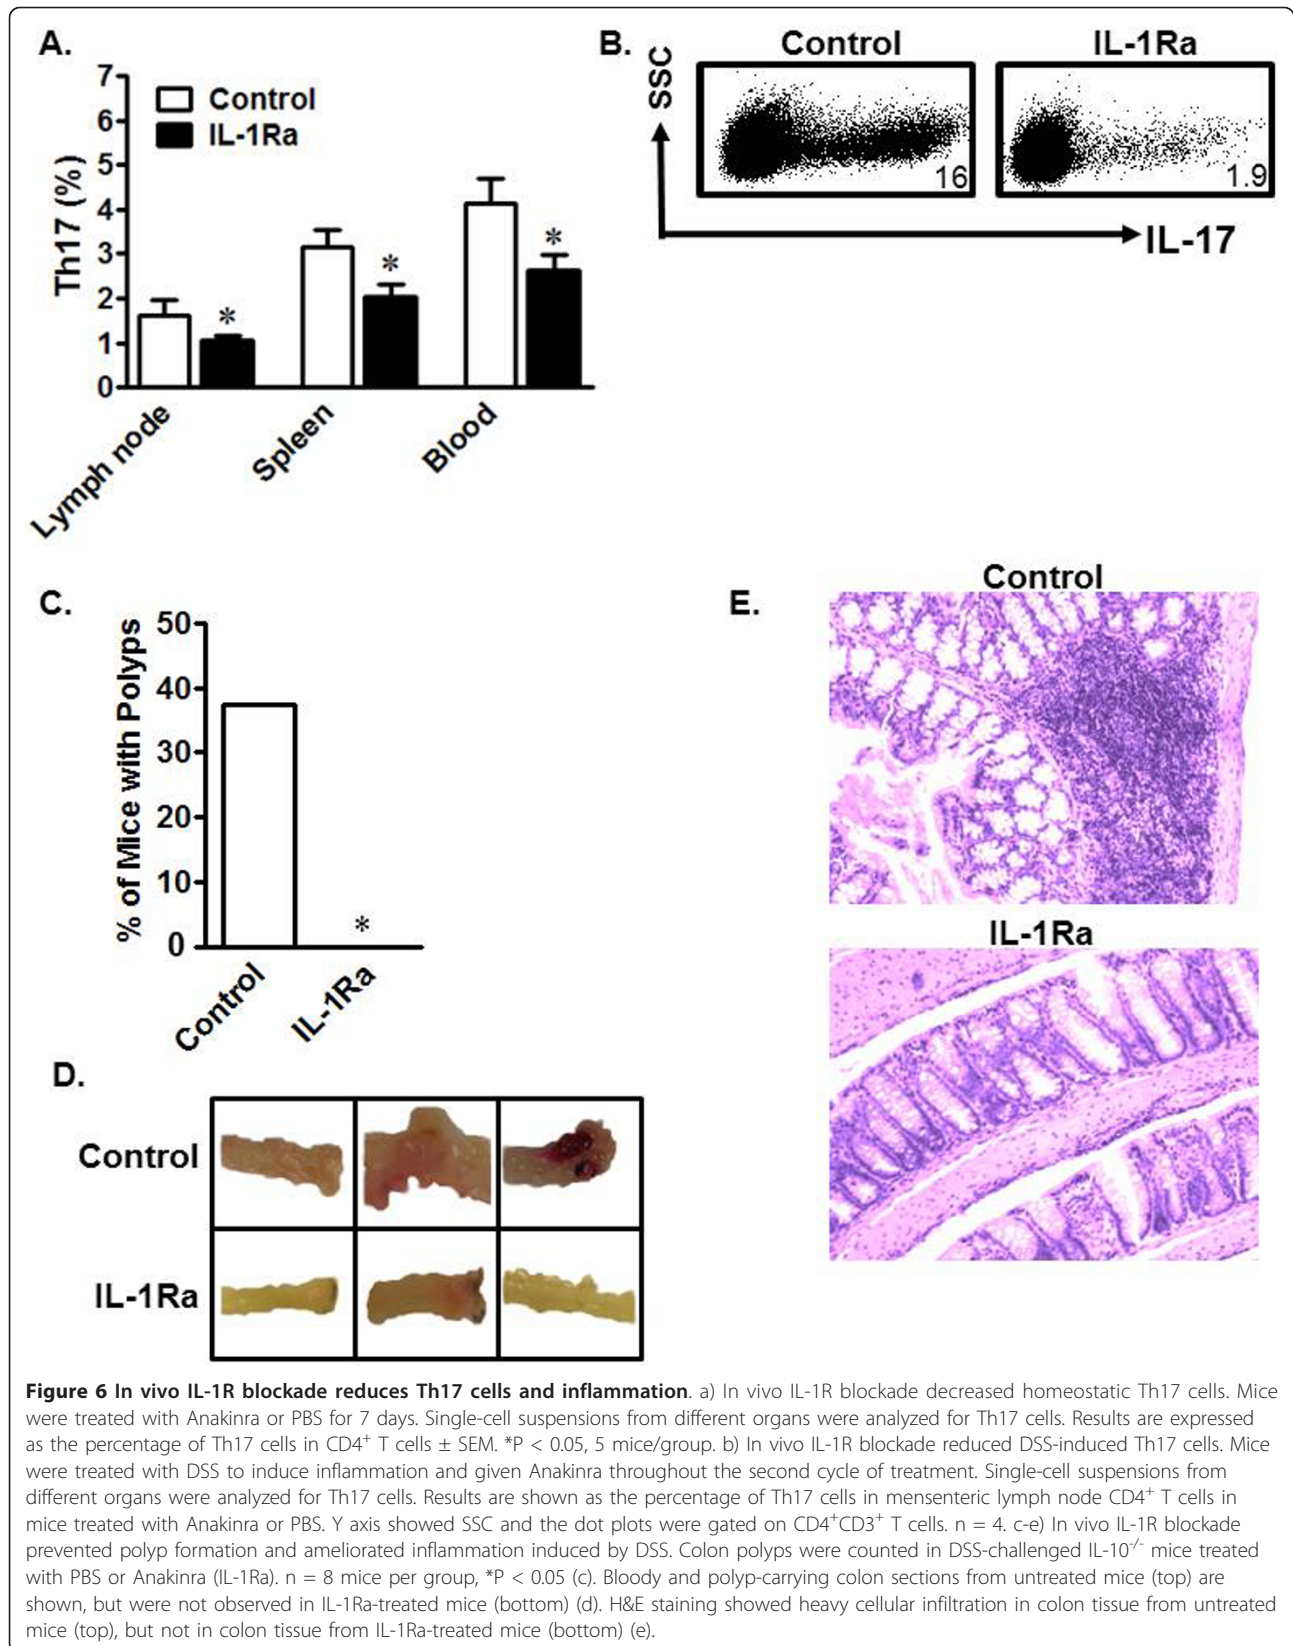 A.
7
6
5
4
3
2
1
0
Th17 (%)
Control
IL-1Ra
*
*
*
Lymph node
Spleen
Blood
B.
Control
IL-1Ra
SSC
16
1.9
IL-17
C.
50
40
30
20
10
0
% of Mice with Polyps
*
Control
IL-1Ra
D.
Control
IL-1Ra
E.
Control
IL-1Ra
Figure 6 In vivo IL-1R blockade reduces Th17 cells and inflammation. a) In vivo IL-1R blockade decreased homeostatic Th17 cells. Mice
were treated with Anakinra or PBS for 7 days. Single-cell suspensions from different organs were analyzed for Th17 cells. Results are expressed
as the percentage of Th17 cells in CD4⁺ T cells ± SEM. *P < 0.05, 5 mice/group. b) In vivo IL-1R blockade reduced DSS-induced Th17 cells. Mice
were treated with DSS to induce inflammation and given Anakinra throughout the second cycle of treatment. Single-cell suspensions from
different organs were analyzed for Th17 cells. Results are shown as the percentage of Th17 cells in mensenteric lymph node CD4⁺ T cells in
mice treated with Anakinra or PBS. Y axis showed SSC and the dot plots were gated on CD4⁺CD3⁺ T cells. n = 4. c-e) In vivo IL-1R blockade
prevented polyp formation and ameliorated inflammation induced by DSS. Colon polyps were counted in DSS-challenged IL-10⁻/⁻ mice treated
with PBS or Anakinra (IL-1Ra). n = 8 mice per group, *P < 0.05 (c). Bloody and polyp-carrying colon sections from untreated mice (top) are
shown, but were not observed in IL-1Ra-treated mice (bottom) (d). H&E staining showed heavy cellular infiltration in colon tissue from untreated
mice (top), but not in colon tissue from IL-1Ra-treated mice (bottom) (e).